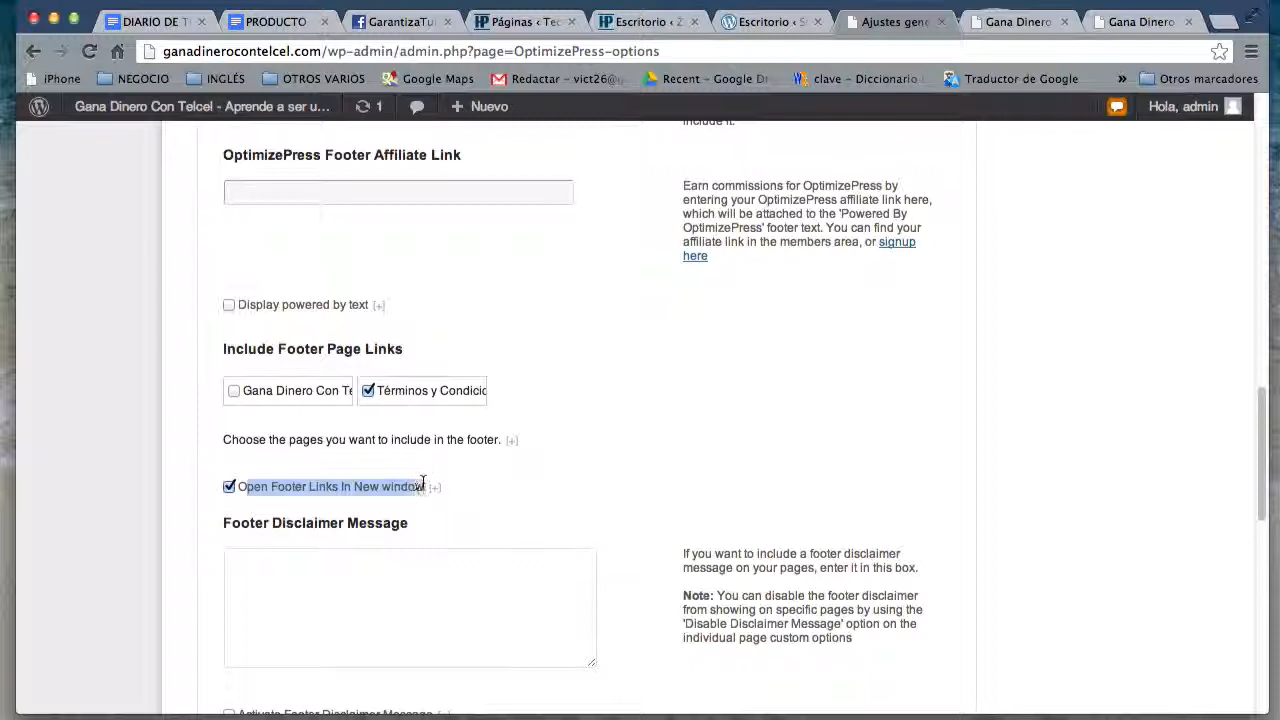 DIARIO DE T
PRODUCTO
GarantizaTu
Páginas ‹ Tec
Escritorio ‹ 2
Escritorio ‹ S
Ajustes gen
Gana Dinero
Gana Dinero
ganadinerocontelcel.com/wp-admin/admin.php?page=OptimizePress-options
iPhone
NEGOCIO
INGLÉS
OTROS VARIOS
Google Maps
Redactar – vict26@
Recent – Google Dr
clave – Diccionario
Traductor de Google
»
Otros marcadores
Gana Dinero Con Telcel - Aprende a ser u...
1
+ Nuevo
Hola, admin
include it.
OptimizePress Footer Affiliate Link
Earn commissions for OptimizePress by
entering your OptimizePress affiliate link here,
which will be attached to the 'Powered By
OptimizePress' footer text. You can find your
affiliate link in the members area, or signup
here
Display powered by text [+]
Include Footer Page Links
Gana Dinero Con Te
Términos y Condicio
Choose the pages you want to include in the footer. [+]
Open Footer Links In New window [+]
Footer Disclaimer Message
If you want to include a footer disclaimer
message on your pages, enter it in this box.
Note: You can disable the footer disclaimer
from showing on specific pages by using the
'Disable Disclaimer Message' option on the
individual page custom options
Activate Footer Disclaimer Message [+]